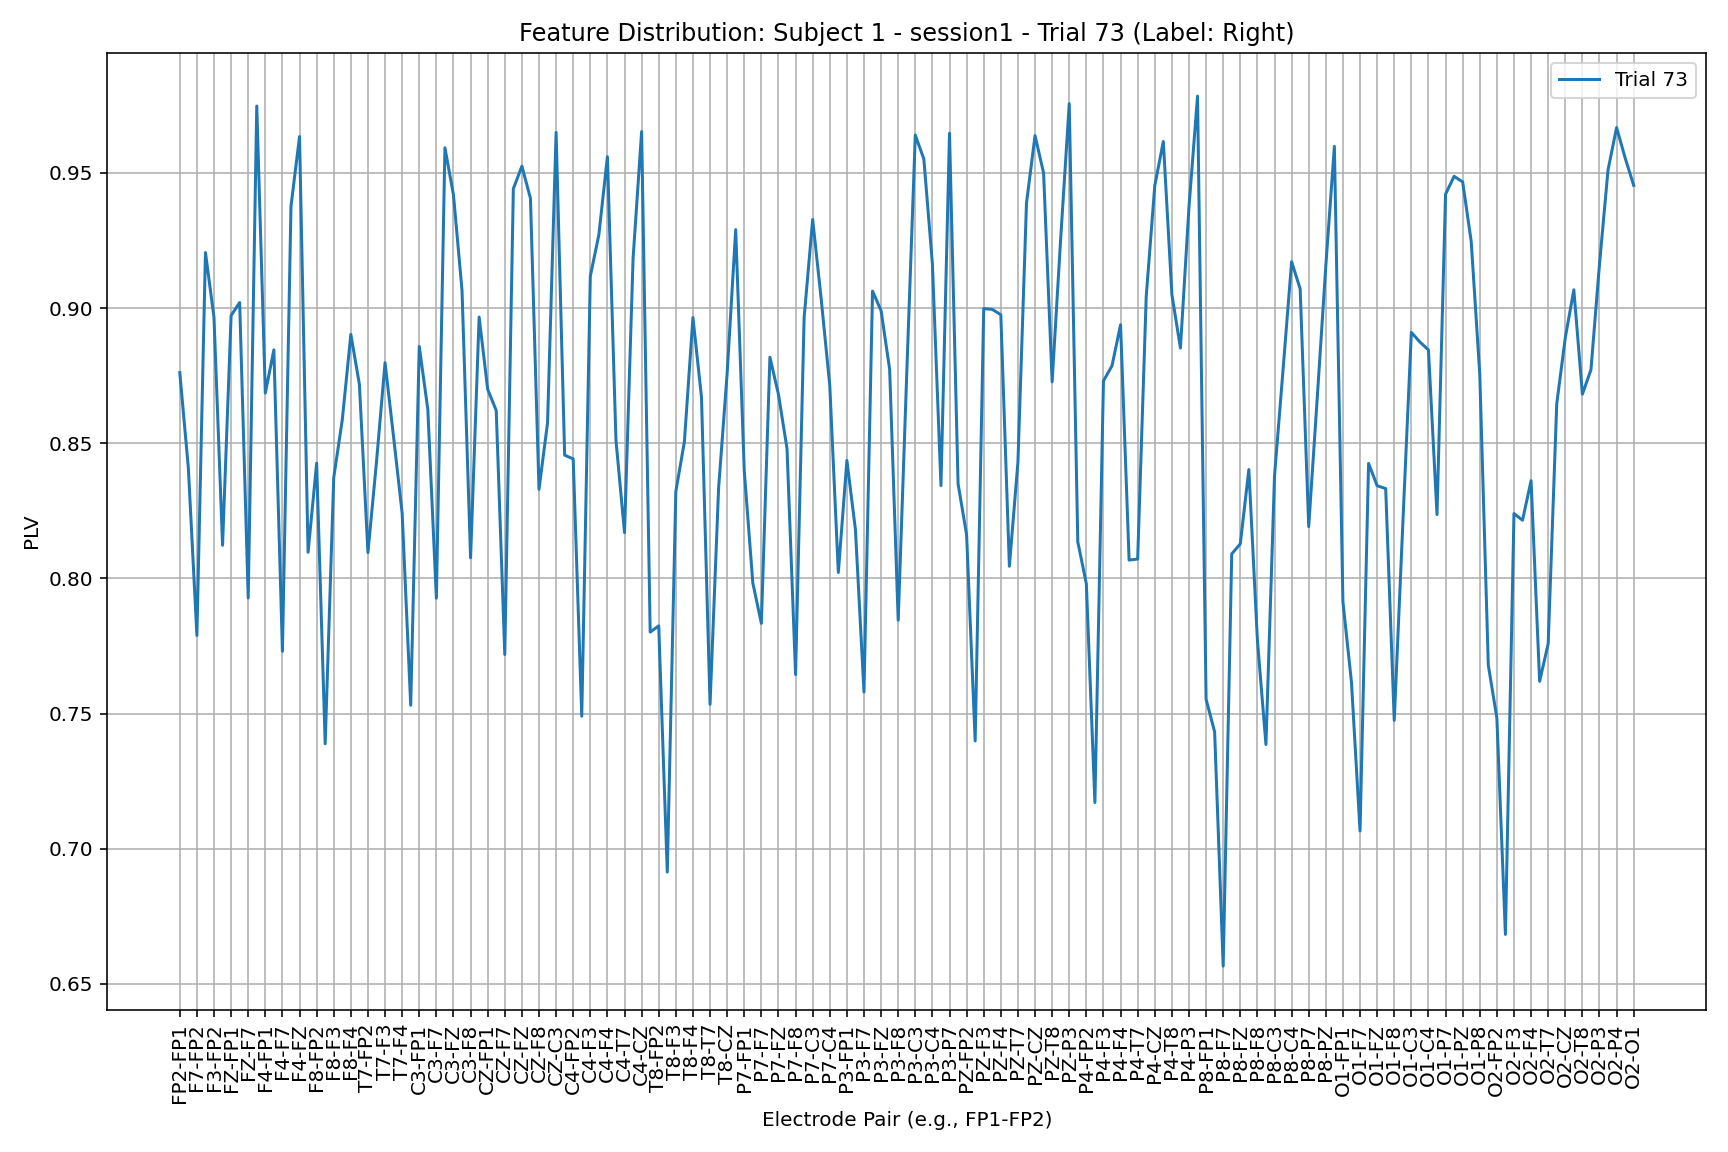 Feature Distribution: Subject 1 - session1 - Trial 73 (Label: Right)
Trial 73
PLV
0.95
0.90
0.85
0.80
0.75
0.70
0.65
FP2-FP1
F7-FP2
F3-FP2
FZ-FP1
FZ-F7
F4-FP1
F4-F7
F4-FZ
F8-FP2
F8-F3
F8-F4
T7-FP2
T7-F3
T7-F4
C3-FP1
C3-F7
C3-FZ
C3-F8
CZ-FP1
CZ-F7
CZ-FZ
CZ-F8
CZ-C3
C4-FP2
C4-F3
C4-F4
C4-T7
C4-CZ
T8-FP2
T8-F3
T8-F4
T8-T7
T8-CZ
P7-FP1
P7-F7
P7-FZ
P7-F8
P7-C3
P7-C4
P3-FP1
P3-F7
P3-FZ
P3-F8
P3-C3
P3-C4
P3-P7
PZ-FP2
PZ-F3
PZ-F4
PZ-T7
PZ-CZ
PZ-T8
PZ-P3
P4-FP2
P4-F3
P4-F4
P4-T7
P4-CZ
P4-T8
P4-P3
P8-FP1
P8-F7
P8-FZ
P8-F8
P8-C3
P8-C4
P8-P7
P8-PZ
O1-FP1
O1-F7
O1-FZ
O1-F8
O1-C3
O1-C4
O1-P7
O1-PZ
O1-P8
O2-FP2
O2-F3
O2-F4
O2-T7
O2-CZ
O2-T8
O2-P3
O2-P4
O2-O1
Electrode Pair (e.g., FP1-FP2)